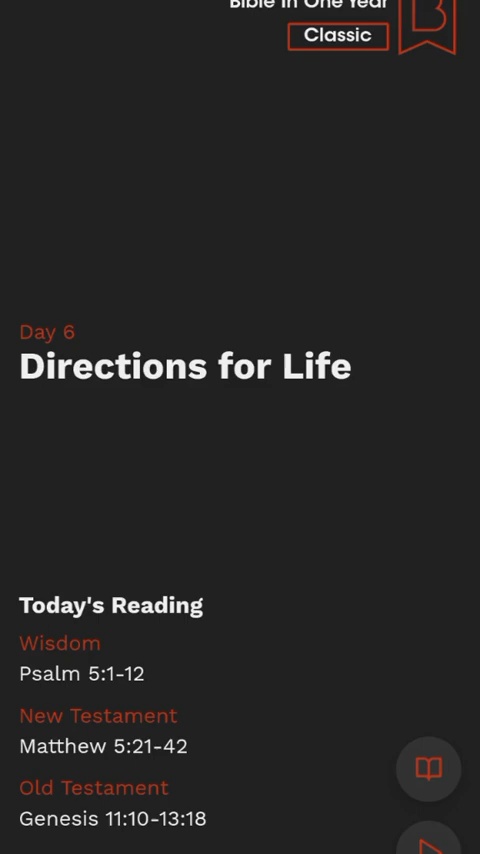 Bible In One Year
Classic
Day 6
Directions for Life
Today's Reading
Wisdom
Psalm 5:1-12
New Testament
Matthew 5:21-42
Old Testament
Genesis 11:10-13:18